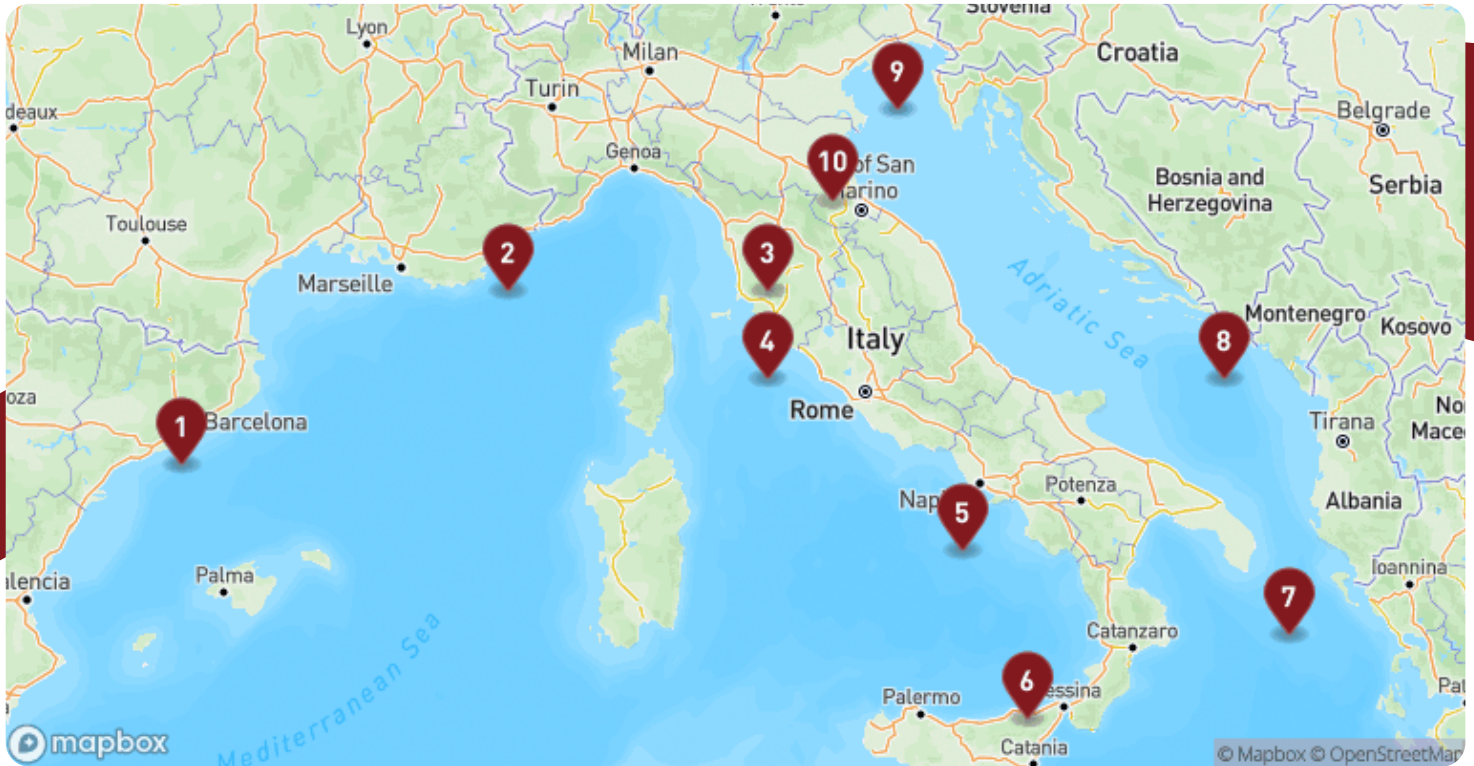 Slovenia
Lyon
Milan
Croatia
9
Turin
deaux
Belgrade
Genoa
10
of San
arino
Bosnia and
Herzegovina
Serbia
Toulouse
2
3
Marseille
Adriatic Sea
Montenegro
Kosovo
4
Italy
8
oza
Rome
No
Mace
1
Barcelona
Tirana
Nap
5
Potenza
Albania
Palma
alencia
Ioannina
7
Catanzaro
Mediterranean Sea
6
essina
Palermo
Pal
Catania
mapbox
© Mapbox © OpenStreetMap